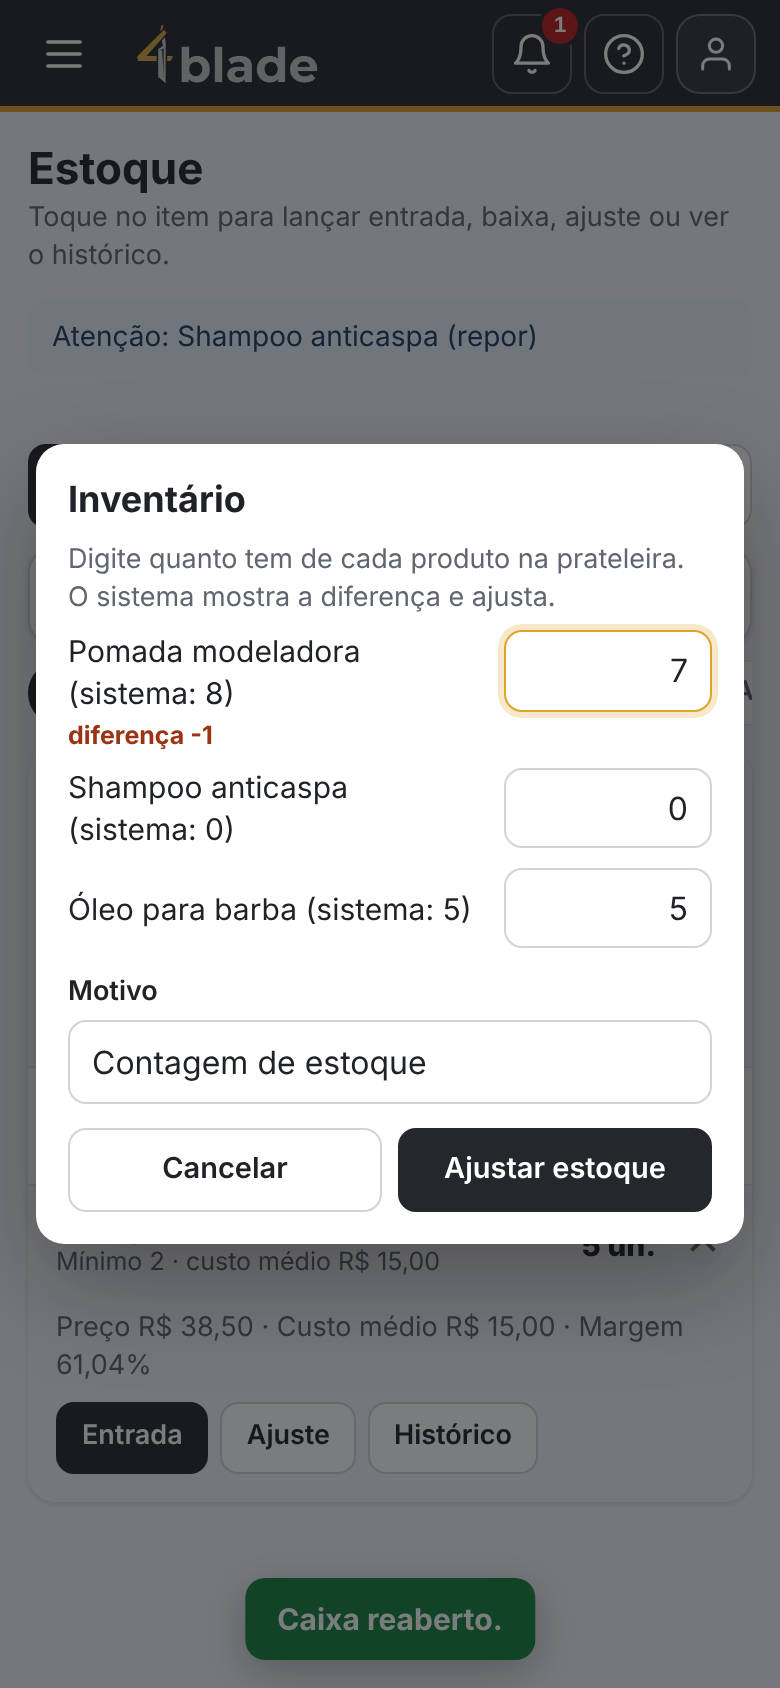 4blade
1
Estoque
Toque no item para lançar entrada, baixa, ajuste ou ver
o histórico.
Atenção: Shampoo anticaspa (repor)
Inventário
Digite quanto tem de cada produto na prateleira.
O sistema mostra a diferença e ajusta.
Pomada modeladora
(sistema: 8)
7
diferença -1
Shampoo anticaspa
(sistema: 0)
0
Óleo para barba (sistema: 5)
5
Motivo
Contagem de estoque
Cancelar
Ajustar estoque
5 un.
Mínimo 2 · custo médio R$ 15,00
Preço R$ 38,50 · Custo médio R$ 15,00 · Margem
61,04%
Entrada
Ajuste
Histórico
Caixa reaberto.